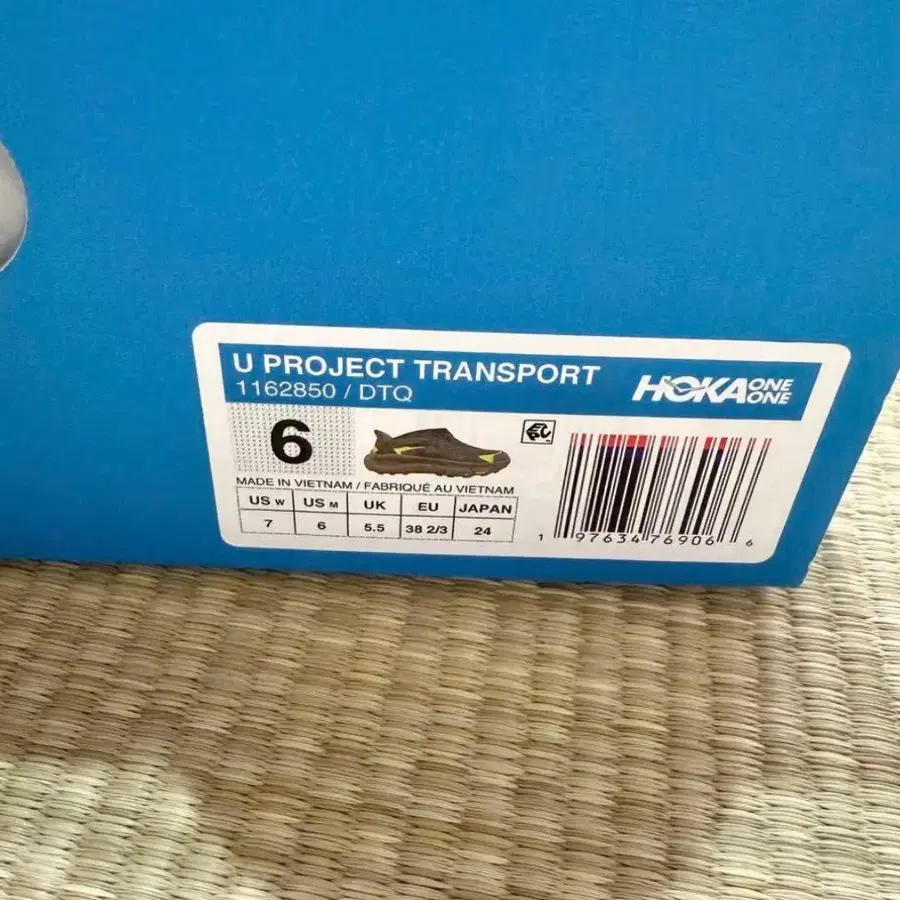 U PROJECT TRANSPORT
1162850 / DTQ
HOKA ONE ONE
6
MADE IN VIETNAM / FABRIQUÉ AU VIETNAM
US W US M UK EU JAPAN
7 6 5.5 38 2/3 24
1 97634 76906 6